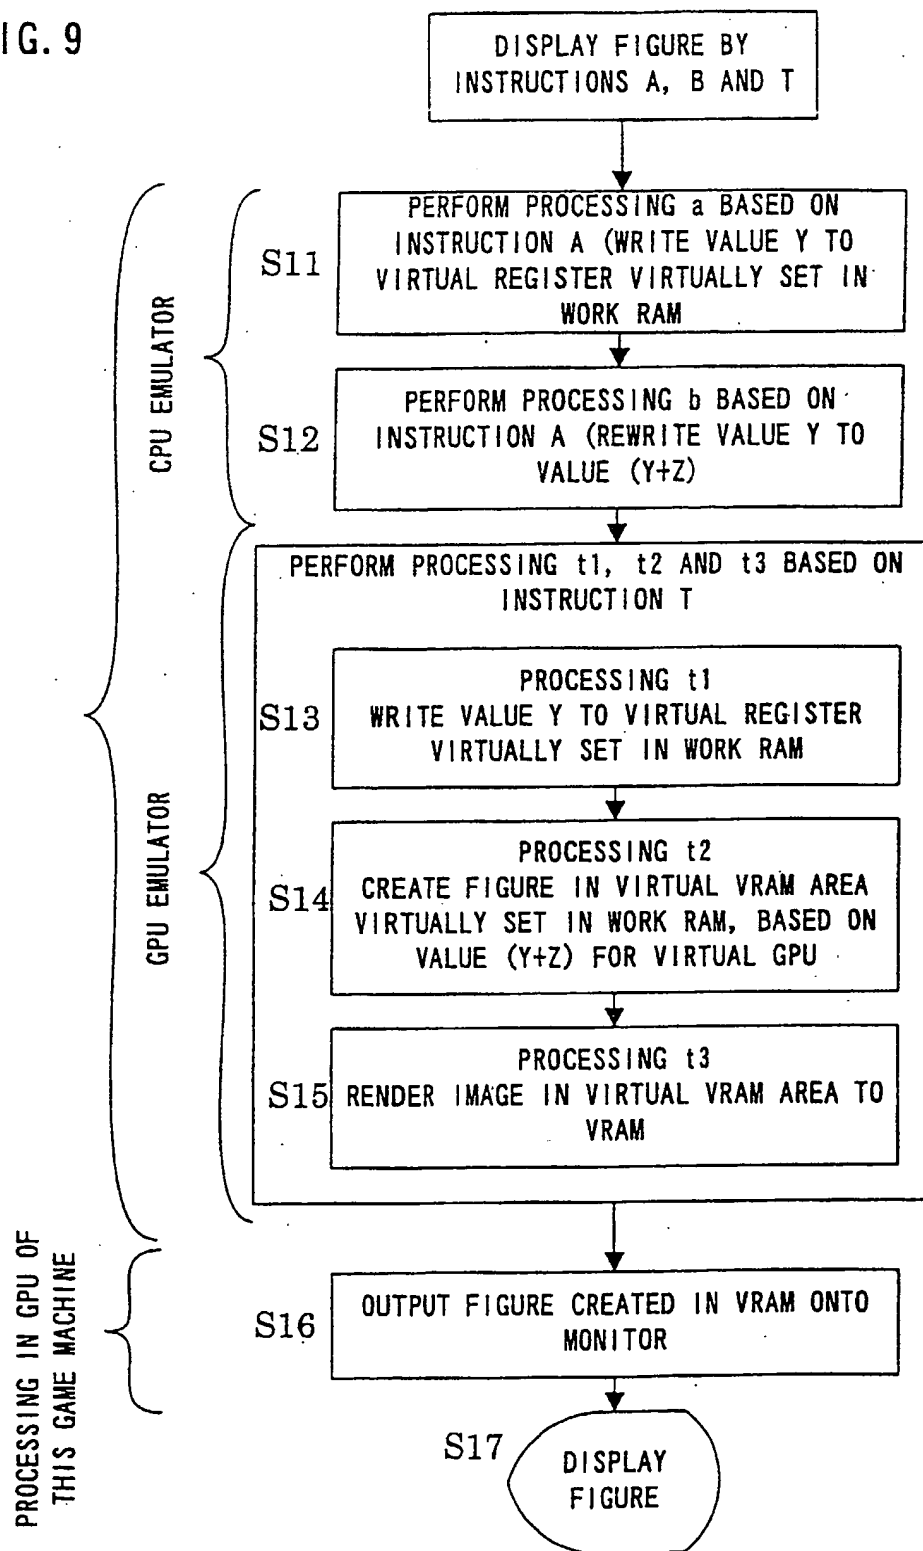 IG. 9
DISPLAY FIGURE BY
INSTRUCTIONS A, B AND T
S11
PERFORM PROCESSING a BASED ON
INSTRUCTION A (WRITE VALUE Y TO
VIRTUAL REGISTER VIRTUALLY SET IN
WORK RAM
S12
PERFORM PROCESSING b BASED ON
INSTRUCTION A (REWRITE VALUE Y TO
VALUE (Y+Z)
CPU EMULATOR
PERFORM PROCESSING t1, t2 AND t3 BASED ON
INSTRUCTION T
S13
PROCESSING t1
WRITE VALUE Y TO VIRTUAL REGISTER
VIRTUALLY SET IN WORK RAM
S14
PROCESSING t2
CREATE FIGURE IN VIRTUAL VRAM AREA
VIRTUALLY SET IN WORK RAM, BASED ON
VALUE (Y+Z) FOR VIRTUAL GPU
GPU EMULATOR
S15
PROCESSING t3
RENDER IMAGE IN VIRTUAL VRAM AREA TO
VRAM
PROCESSING IN GPU OF
THIS GAME MACHINE
S16
OUTPUT FIGURE CREATED IN VRAM ONTO
MONITOR
S17
DISPLAY
FIGURE